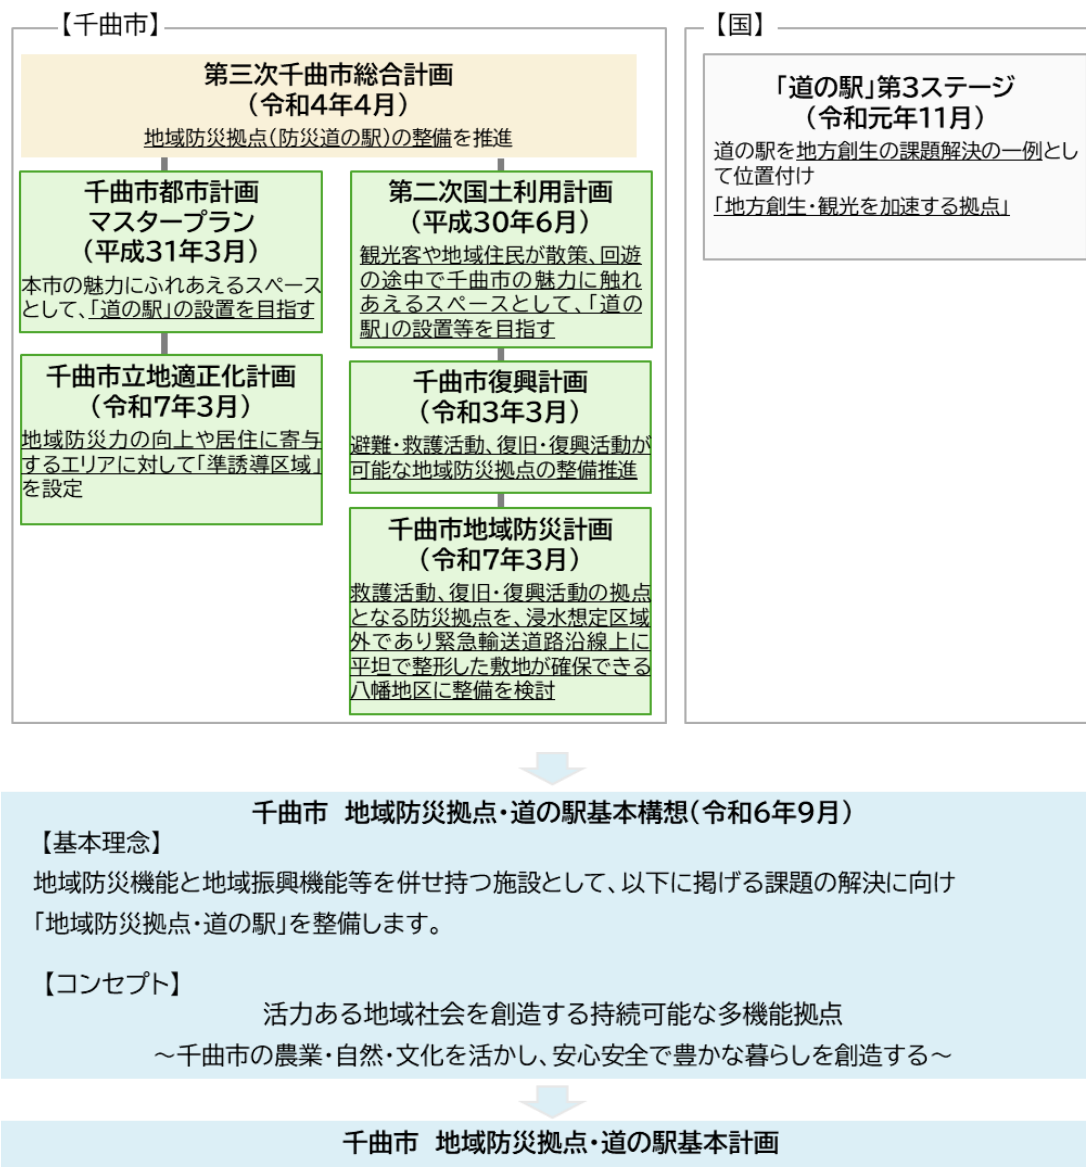 【千曲市】
第三次千曲市総合計画
（令和4年4月）
地域防災拠点（防災道の駅）の整備を推進
千曲市都市計画
マスタープラン
（平成31年3月）
本市の魅力にふれあえるスペース
として、「道の駅」の設置を目指す
千曲市立地適正化計画
（令和7年3月）
地域防災力の向上や居住に寄与
するエリアに対して「準誘導区域」
を設定
第二次国土利用計画
（平成30年6月）
観光客や地域住民が散策、回遊
の途中で千曲市の魅力に触れ
あえるスペースとして、「道の
駅」の設置等を目指す
千曲市復興計画
（令和3年3月）
避難・救護活動、復旧・復興活動が
可能な地域防災拠点の整備推進
千曲市地域防災計画
（令和7年3月）
救護活動、復旧・復興活動の拠点
となる防災拠点を、浸水想定区域
外であり緊急輸送道路沿線上に
平坦で整形した敷地が確保できる
八幡地区に整備を検討
【国】
「道の駅」第3ステージ
（令和元年11月）
道の駅を地方創生の課題解決の一例とし
て位置付け
「地方創生・観光を加速する拠点」
千曲市 地域防災拠点・道の駅基本構想（令和6年9月）
【基本理念】
地域防災機能と地域振興機能等を併せ持つ施設として、以下に掲げる課題の解決に向け
「地域防災拠点・道の駅」を整備します。
【コンセプト】
活力ある地域社会を創造する持続可能な多機能拠点
～千曲市の農業・自然・文化を活かし、安心安全で豊かな暮らしを創造する～
千曲市 地域防災拠点・道の駅基本計画